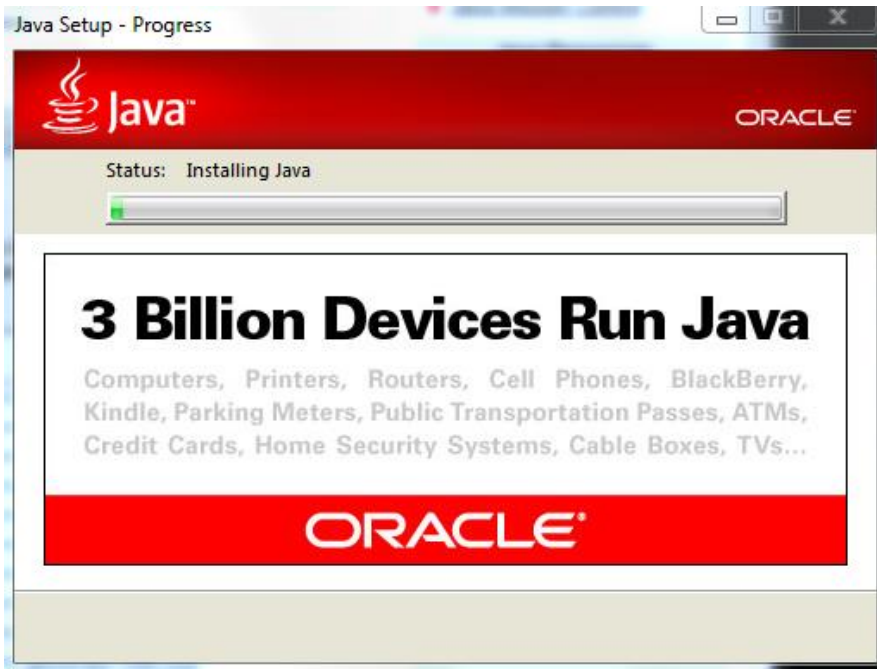 Java Setup - Progress
Java™
ORACLE®
Status: Installing Java
3 Billion Devices Run Java
Computers, Printers, Routers, Cell Phones, BlackBerry,
Kindle, Parking Meters, Public Transportation Passes, ATMs,
Credit Cards, Home Security Systems, Cable Boxes, TVs...
ORACLE®